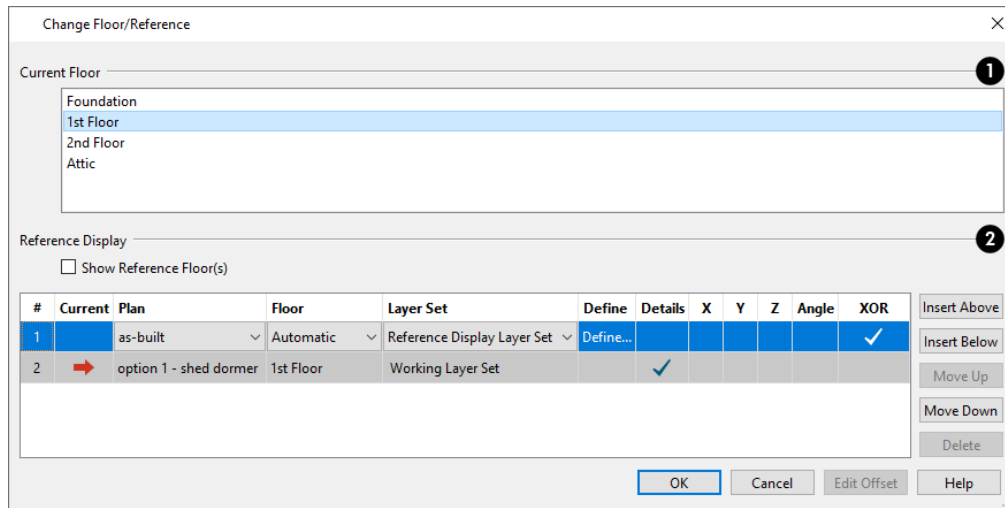 Change Floor/Reference
Current Floor
1
Foundation
1st Floor
2nd Floor
Attic
Reference Display
2
Show Reference Floor(s)
# Current Plan Floor Layer Set Define Details X Y Z Angle XOR
1 as-built Automatic Reference Display Layer Set Define...
2 option 1 - shed dormer 1st Floor Working Layer Set
Insert Above
Insert Below
Move Up
Move Down
Delete
OK Cancel Edit Offset Help